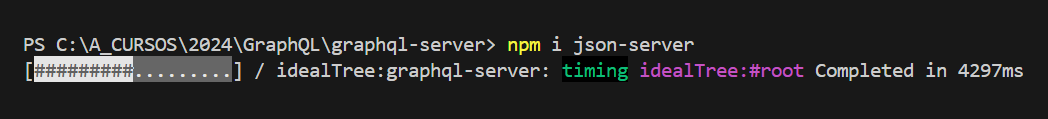 PS C:\A_CURSOS\2024\GraphQL\graphql-server> npm i json-server
[#########.........] / idealTree:graphql-server: timing idealTree:#root Completed in 4297ms